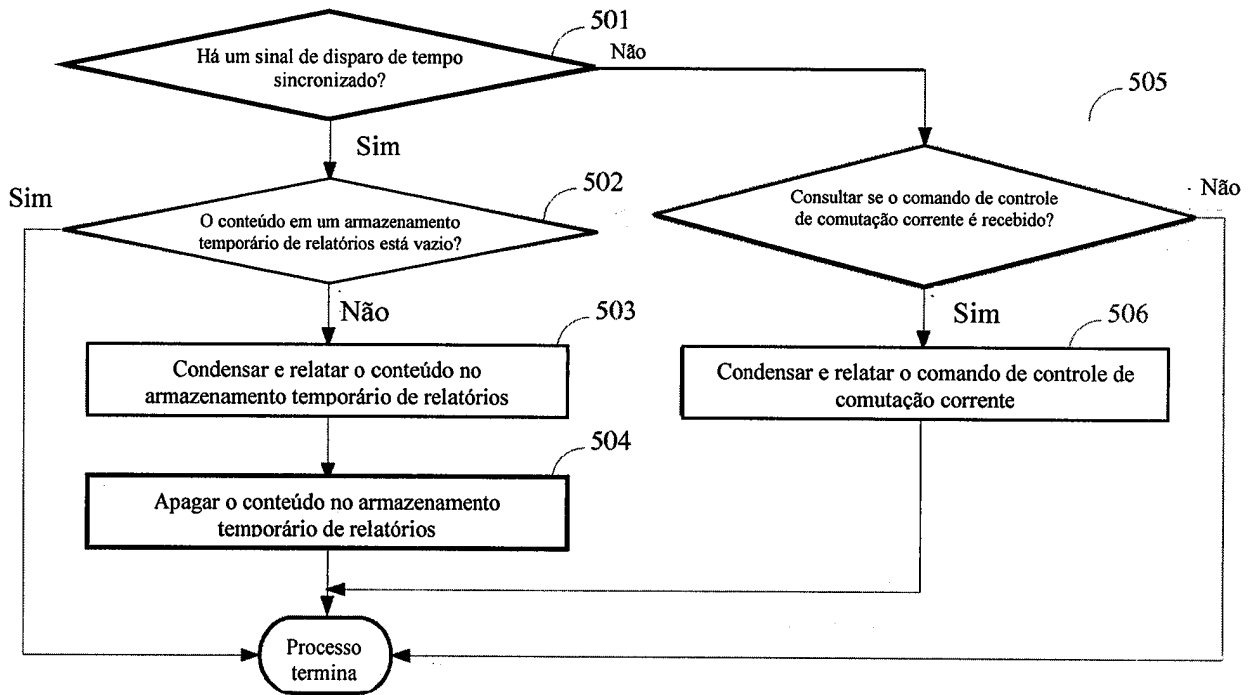 501
Há um sinal de disparo de tempo
sincronizado?
Não
505
Sim
Sim
502
O conteúdo em um armazenamento
temporário de relatórios está vazio?
Consultar se o comando de controle
de comutação corrente é recebido?
Não
Não
503
Condensar e relatar o conteúdo no
armazenamento temporário de relatórios
Sim
506
Condensar e relatar o comando de controle de
comutação corrente
504
Apagar o conteúdo no armazenamento
temporário de relatórios
Processo
termina